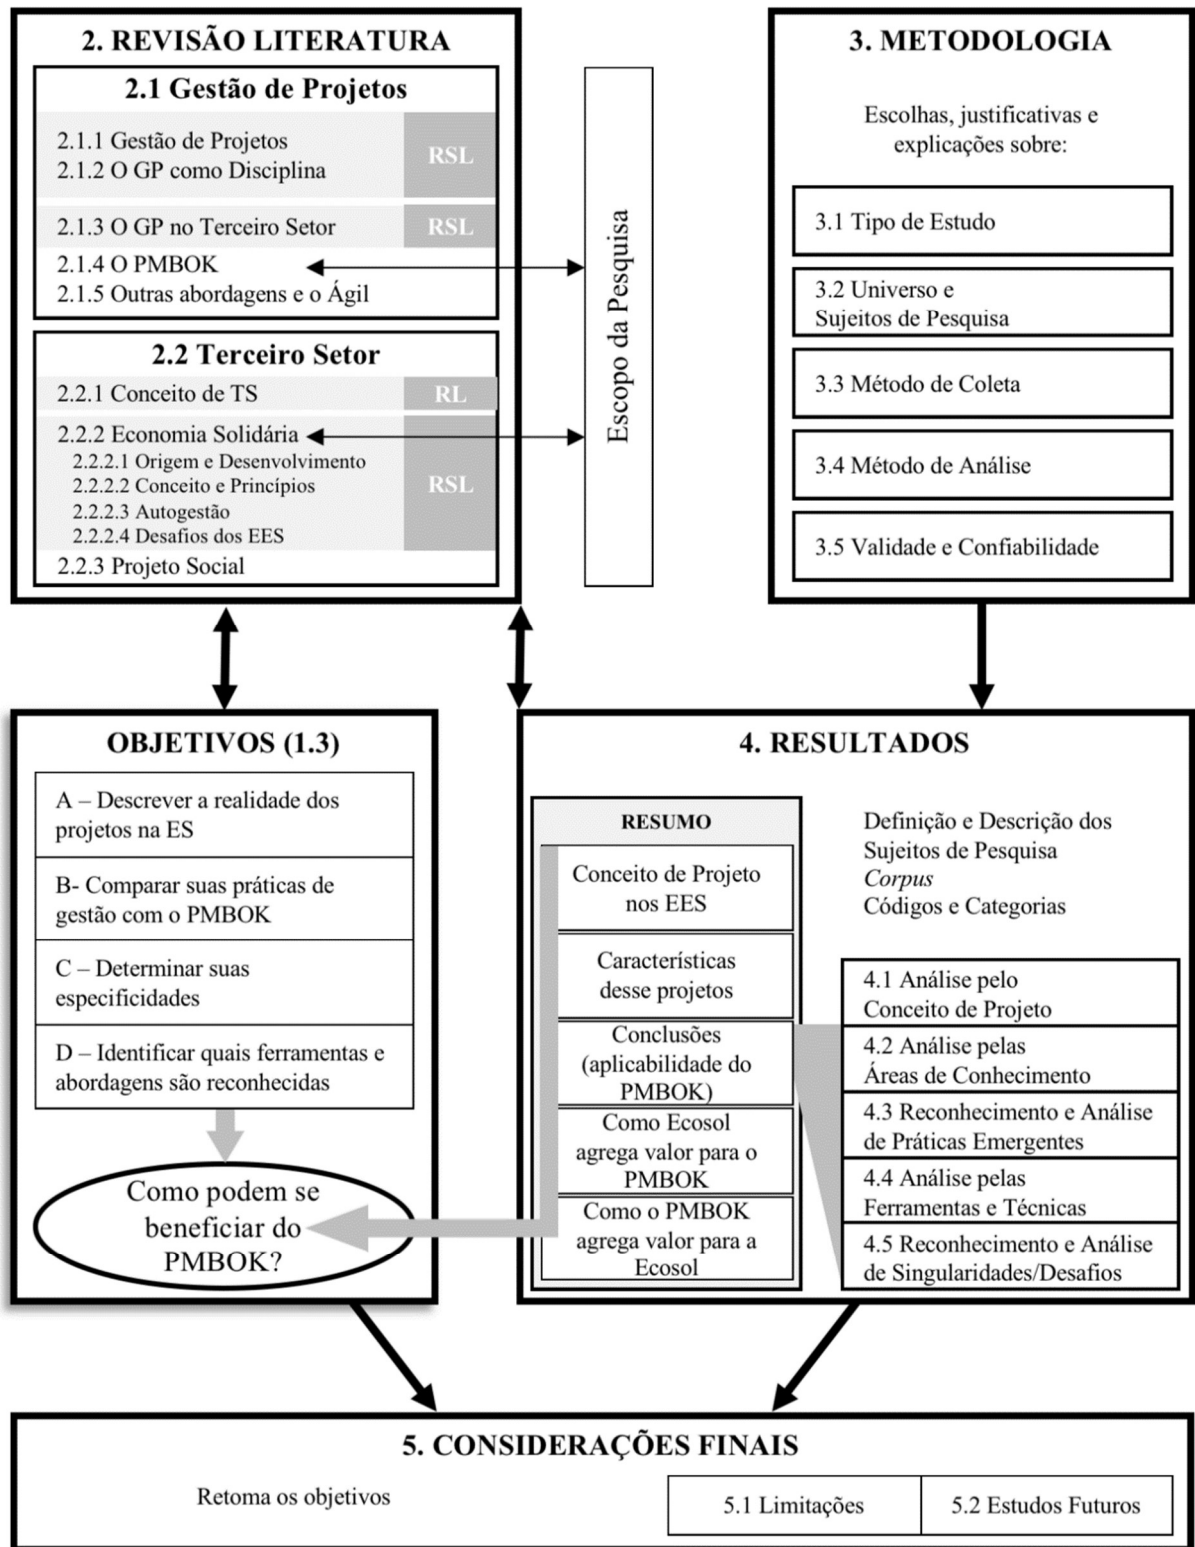 2. REVISÃO LITERATURA
2.1 Gestão de Projetos
2.1.1 Gestão de Projetos
2.1.2 O GP como Disciplina
RSL
2.1.3 O GP no Terceiro Setor
RSL
2.1.4 O PMBOK
2.1.5 Outras abordagens e o Ágil
2.2 Terceiro Setor
2.2.1 Conceito de TS
RL
2.2.2 Economia Solidária
2.2.2.1 Origem e Desenvolvimento
2.2.2.2 Conceito e Princípios
2.2.2.3 Autogestão
2.2.2.4 Desafios dos EES
RSL
2.2.3 Projeto Social
Escopo da Pesquisa
3. METODOLOGIA
Escolhas, justificativas e
explicações sobre:
3.1 Tipo de Estudo
3.2 Universo e
Sujeitos de Pesquisa
3.3 Método de Coleta
3.4 Método de Análise
3.5 Validade e Confiabilidade
OBJETIVOS (1.3)
A – Descrever a realidade dos
projetos na ES
B- Comparar suas práticas de
gestão com o PMBOK
C – Determinar suas
especificidades
D – Identificar quais ferramentas e
abordagens são reconhecidas
Como podem se
beneficiar do
PMBOK?
4. RESULTADOS
RESUMO
Conceito de Projeto
nos EES
Características
desse projetos
Conclusões
(aplicabilidade do
PMBOK)
Como Ecosol
agrega valor para o
PMBOK
Como o PMBOK
agrega valor para a
Ecosol
Definição e Descrição dos
Sujeitos de Pesquisa
Corpus
Códigos e Categorias
4.1 Análise pelo
Conceito de Projeto
4.2 Análise pelas
Áreas de Conhecimento
4.3 Reconhecimento e Análise
de Práticas Emergentes
4.4 Análise pelas
Ferramentas e Técnicas
4.5 Reconhecimento e Análise
de Singularidades/Desafios
5. CONSIDERAÇÕES FINAIS
Retoma os objetivos
5.1 Limitações
5.2 Estudos Futuros